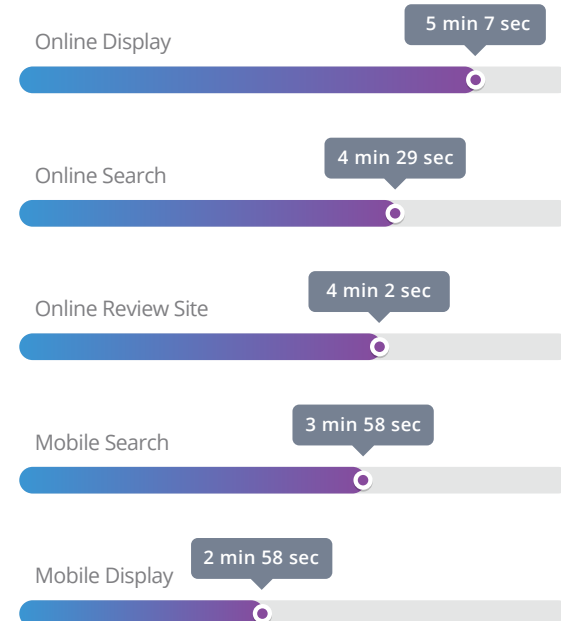 5 min 7 sec
Online Display
4 min 29 sec
Online Search
4 min 2 sec
Online Review Site
3 min 58 sec
Mobile Search
2 min 58 sec
Mobile Display